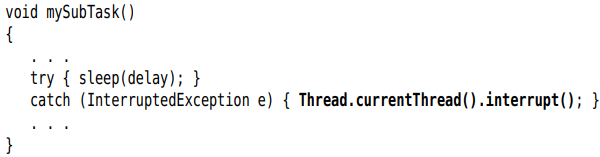 void mySubTask()
{
. . .
try { sleep(delay); }
catch (InterruptedException e) { Thread.currentThread().interrupt(); }
. . .
}